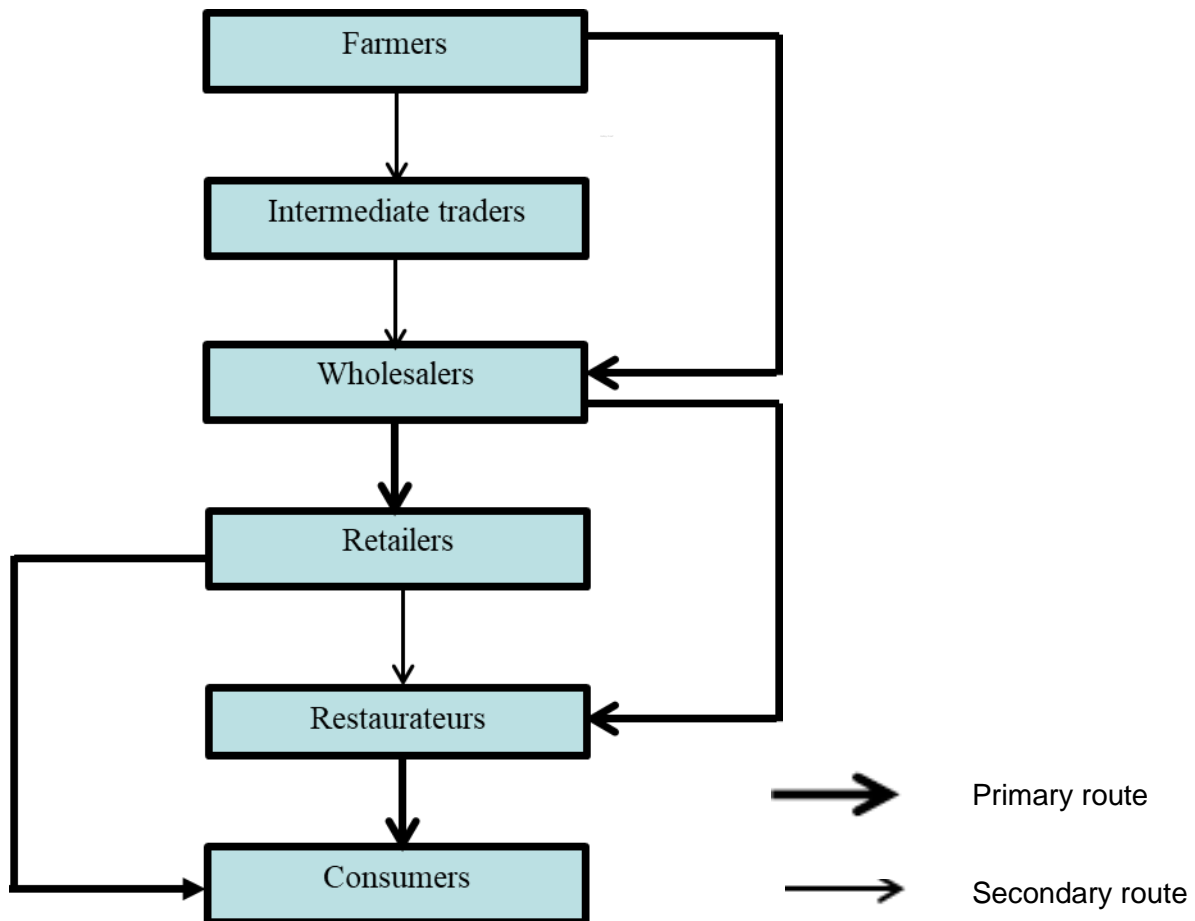 Farmers
Intermediate traders
Wholesalers
Retailers
Restaurateurs
Consumers
Primary route
Secondary route